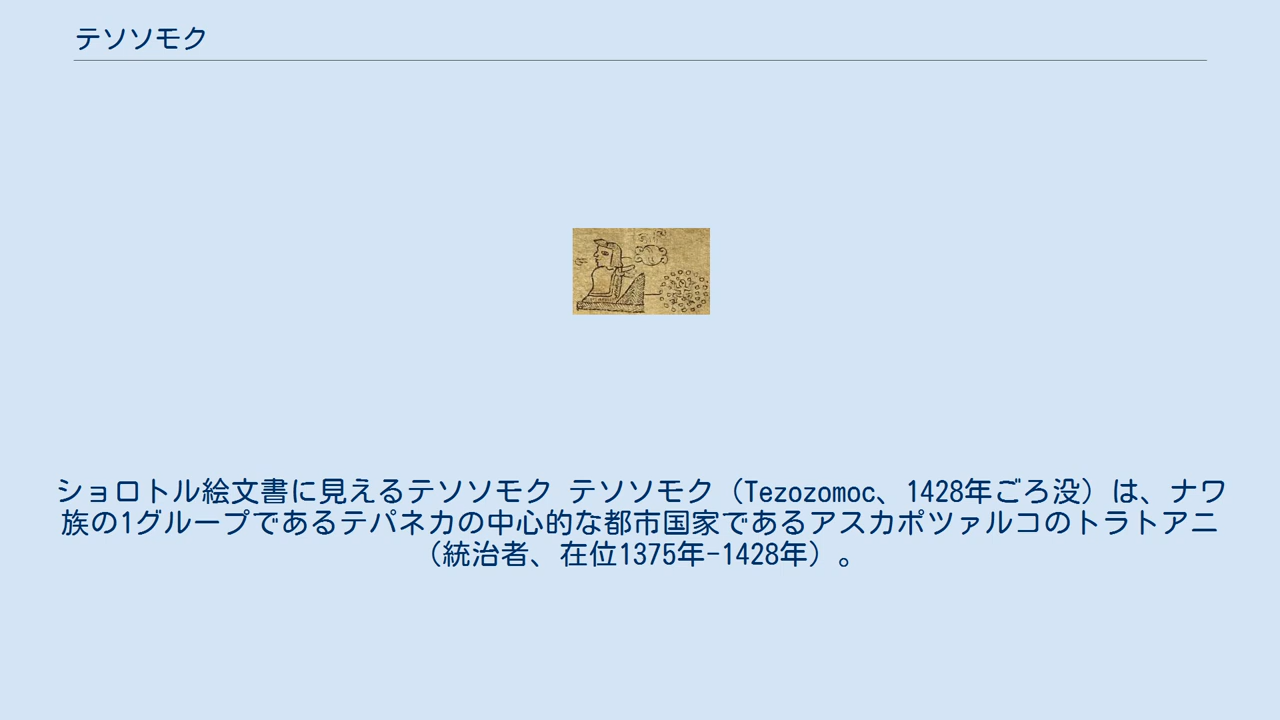 テソソモク
ショロトル絵文書に見えるテソソモク テソソモク（Tezozomoc、1428年ごろ没）は、ナワ
族の1グループであるテパネカの中心的な都市国家であるアスカポツァルコのトラトアニ
（統治者、在位1375年-1428年）。